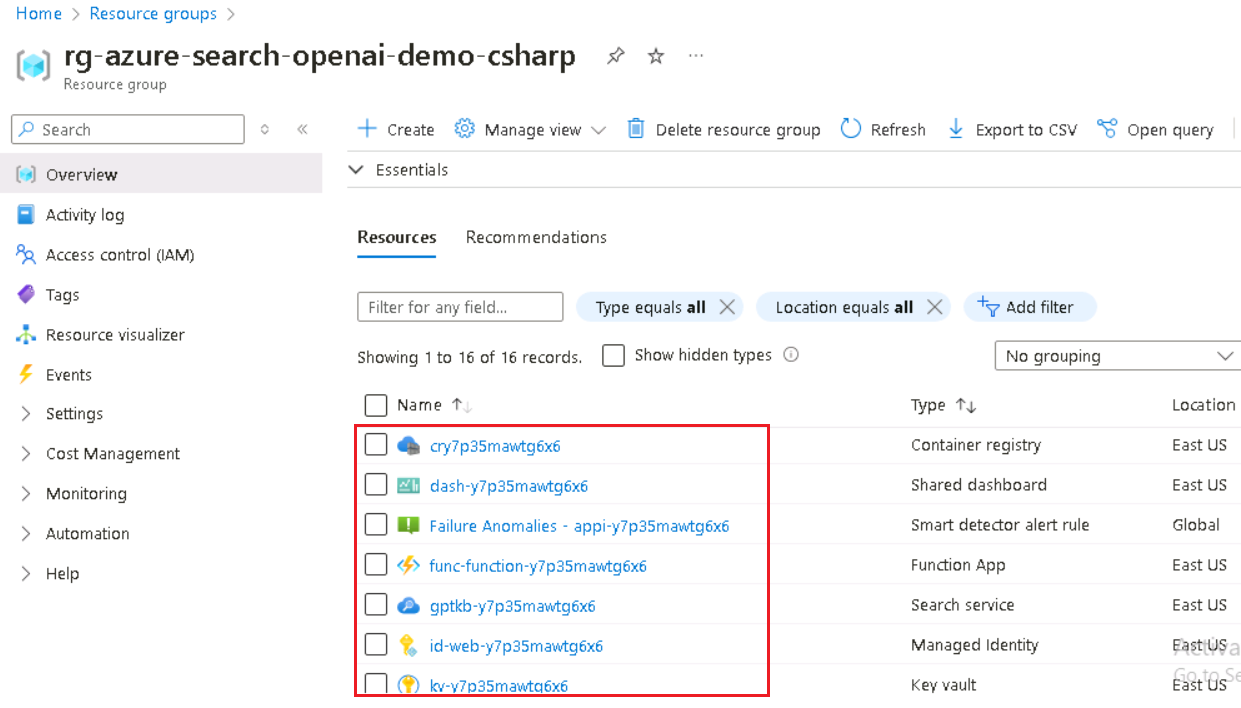 Home > Resource groups >
rg-azure-search-openai-demo-csharp ...
Resource group
Search
Create Manage view Delete resource group Refresh Export to CSV Open query
Essentials
Overview
Activity log
Access control (IAM)
Tags
Resource visualizer
Events
Settings
Cost Management
Monitoring
Automation
Help
Resources Recommendations
Filter for any field...
Type equals all
Location equals all
Add filter
Showing 1 to 16 of 16 records.
Show hidden types
No grouping
Name Type Location
cry7p35mawtg6x6 Container registry East US
dash-y7p35mawtg6x6 Shared dashboard East US
Failure Anomalies - appi-y7p35mawtg6x6 Smart detector alert rule Global
func-function-y7p35mawtg6x6 Function App East US
gptkb-y7p35mawtg6x6 Search service East US
id-web-y7p35mawtg6x6 Managed Identity East US
kv-y7p35mawtg6x6 Key vault East US
Go to